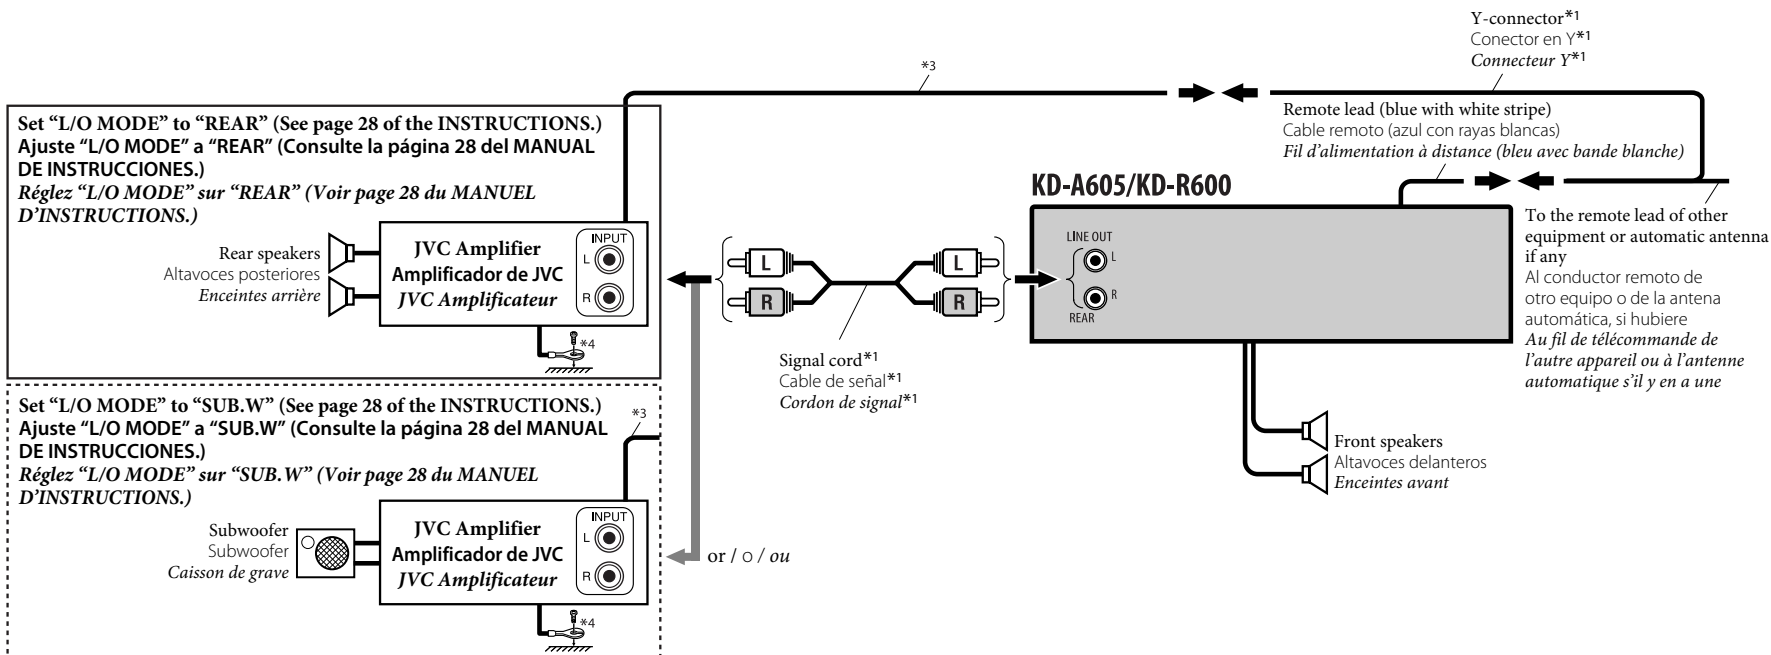 Y-connector*1
Conector en Y*1
Connecteur Y*1
*3
Remote lead (blue with white stripe)
Cable remoto (azul con rayas blancas)
Fil d'alimentation à distance (bleu avec bande blanche)
Set “L/O MODE” to “REAR” (See page 28 of the INSTRUCTIONS.)
Ajuste “L/O MODE” a “REAR” (Consulte la página 28 del MANUAL
DE INSTRUCCIONES.)
Réglez “L/O MODE” sur “REAR” (Voir page 28 du MANUEL
D’INSTRUCTIONS.)
Rear speakers
Altavoces posteriores
Enceintes arrière
JVC Amplifier
Amplificador de JVC
JVC Amplificateur
INPUT
L
R
*4
L
R
L
R
Signal cord*1
Cable de señal*1
Cordon de signal*1
KD-A605/KD-R600
LINE OUT
L
R
REAR
To the remote lead of other
equipment or automatic antenna
if any
Al conductor remoto de
otro equipo o de la antena
automática, si hubiere
Au fil de télécommande de
l’autre appareil ou à l’antenne
automatique s’il y en a une
Front speakers
Altavoces delanteros
Enceintes avant
Set “L/O MODE” to “SUB.W” (See page 28 of the INSTRUCTIONS.)
Ajuste “L/O MODE” a “SUB.W” (Consulte la página 28 del MANUAL
DE INSTRUCCIONES.)
Réglez “L/O MODE” sur “SUB.W” (Voir page 28 du MANUEL
D’INSTRUCTIONS.)
*3
Subwoofer
Subwoofer
Caisson de grave
JVC Amplifier
Amplificador de JVC
JVC Amplificateur
INPUT
L
R
*4
or / o / ou